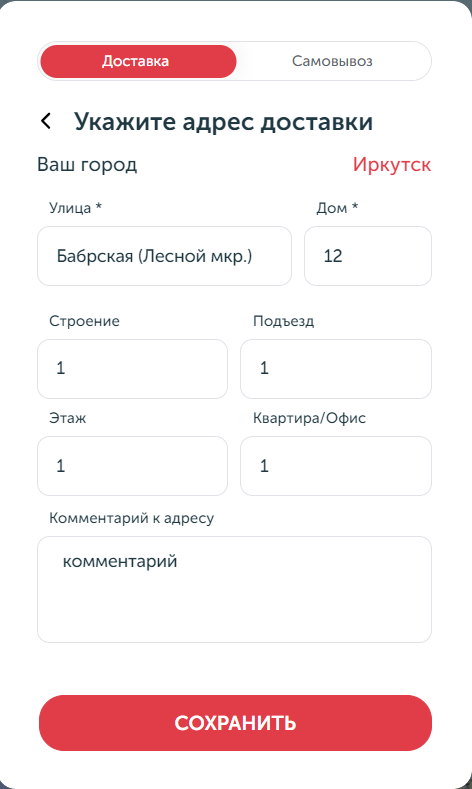 Доставка Самовывоз
Укажите адрес доставки
Ваш город Иркутск
Улица * Дом *
Бабрская (Лесной мкр.) 12
Строение Подъезд
1 1
Этаж Квартира/Офис
1 1
Комментарий к адресу
комментарий
СОХРАНИТЬ